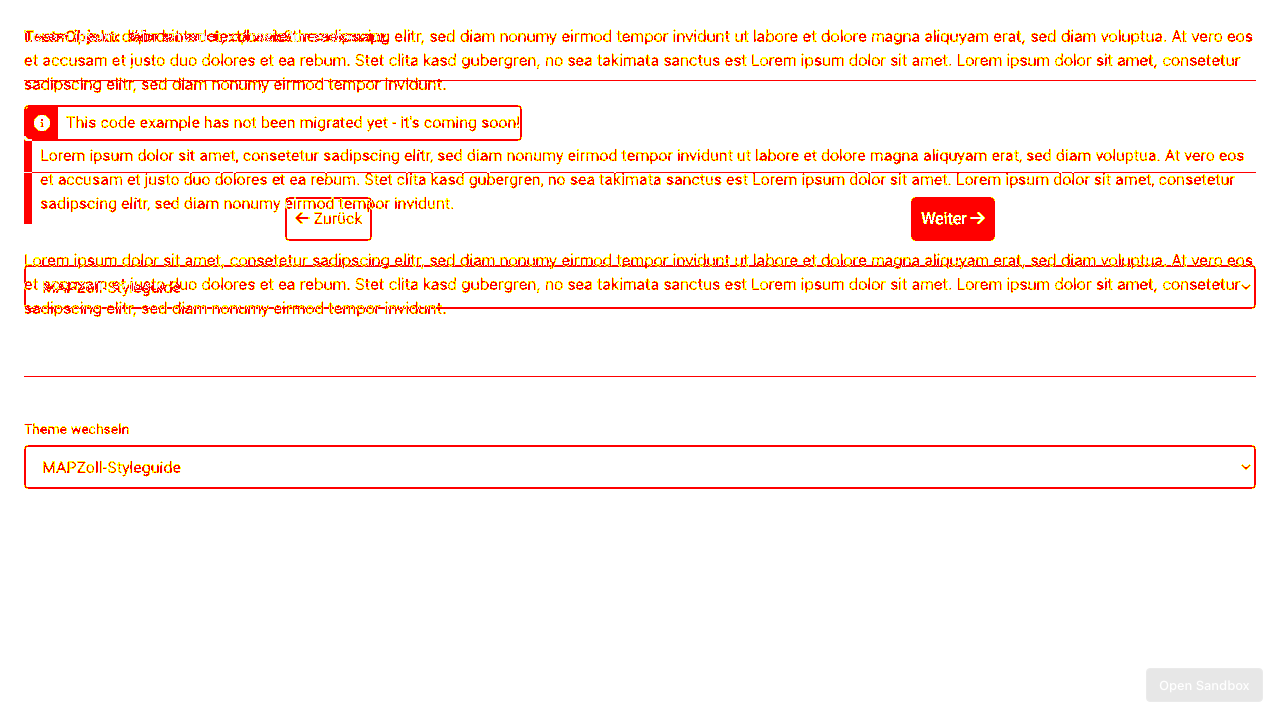 elitr, sed diam nonumy eirmod tempor invidunt ut labore et dolore magna aliquyam erat, sed diam voluptua. At vero eos
et accusam et justo duo dolores et ea rebum. Stet clita kasd gubergren, no sea takimata sanctus est Lorem ipsum dolor sit amet. Lorem ipsum dolor sit amet, consetetur
sadipscing elitr, sed diam nonumy eirmod tempor invidunt.
This code example has not been migrated yet - it's coming soon!
Lorem ipsum dolor sit amet, consetetur sadipscing elitr, sed diam nonumy eirmod tempor invidunt ut labore et dolore magna aliquyam erat, sed diam voluptua. At vero eos
et accusam et justo duo dolores et ea rebum. Stet clita kasd gubergren, no sea takimata sanctus est Lorem ipsum dolor sit amet. Lorem ipsum dolor sit amet, consetetur
sadipscing elitr, sed diam nonumy eirmod tempor invidunt.
Zurück
Weiter
Lorem ipsum dolor sit amet, consetetur sadipscing elitr, sed diam nonumy eirmod tempor invidunt ut labore et dolore magna aliquyam erat, sed diam voluptua. At vero eos
et accusam et justo duo dolores et ea rebum. Stet clita kasd gubergren, no sea takimata sanctus est Lorem ipsum dolor sit amet. Lorem ipsum dolor sit amet, consetetur
MAPZoll-Styleguide
sadipscing elitr, sed diam nonumy eirmod tempor invidunt.
Theme wechseln
MAPZoll-Styleguide
Open Sandbox